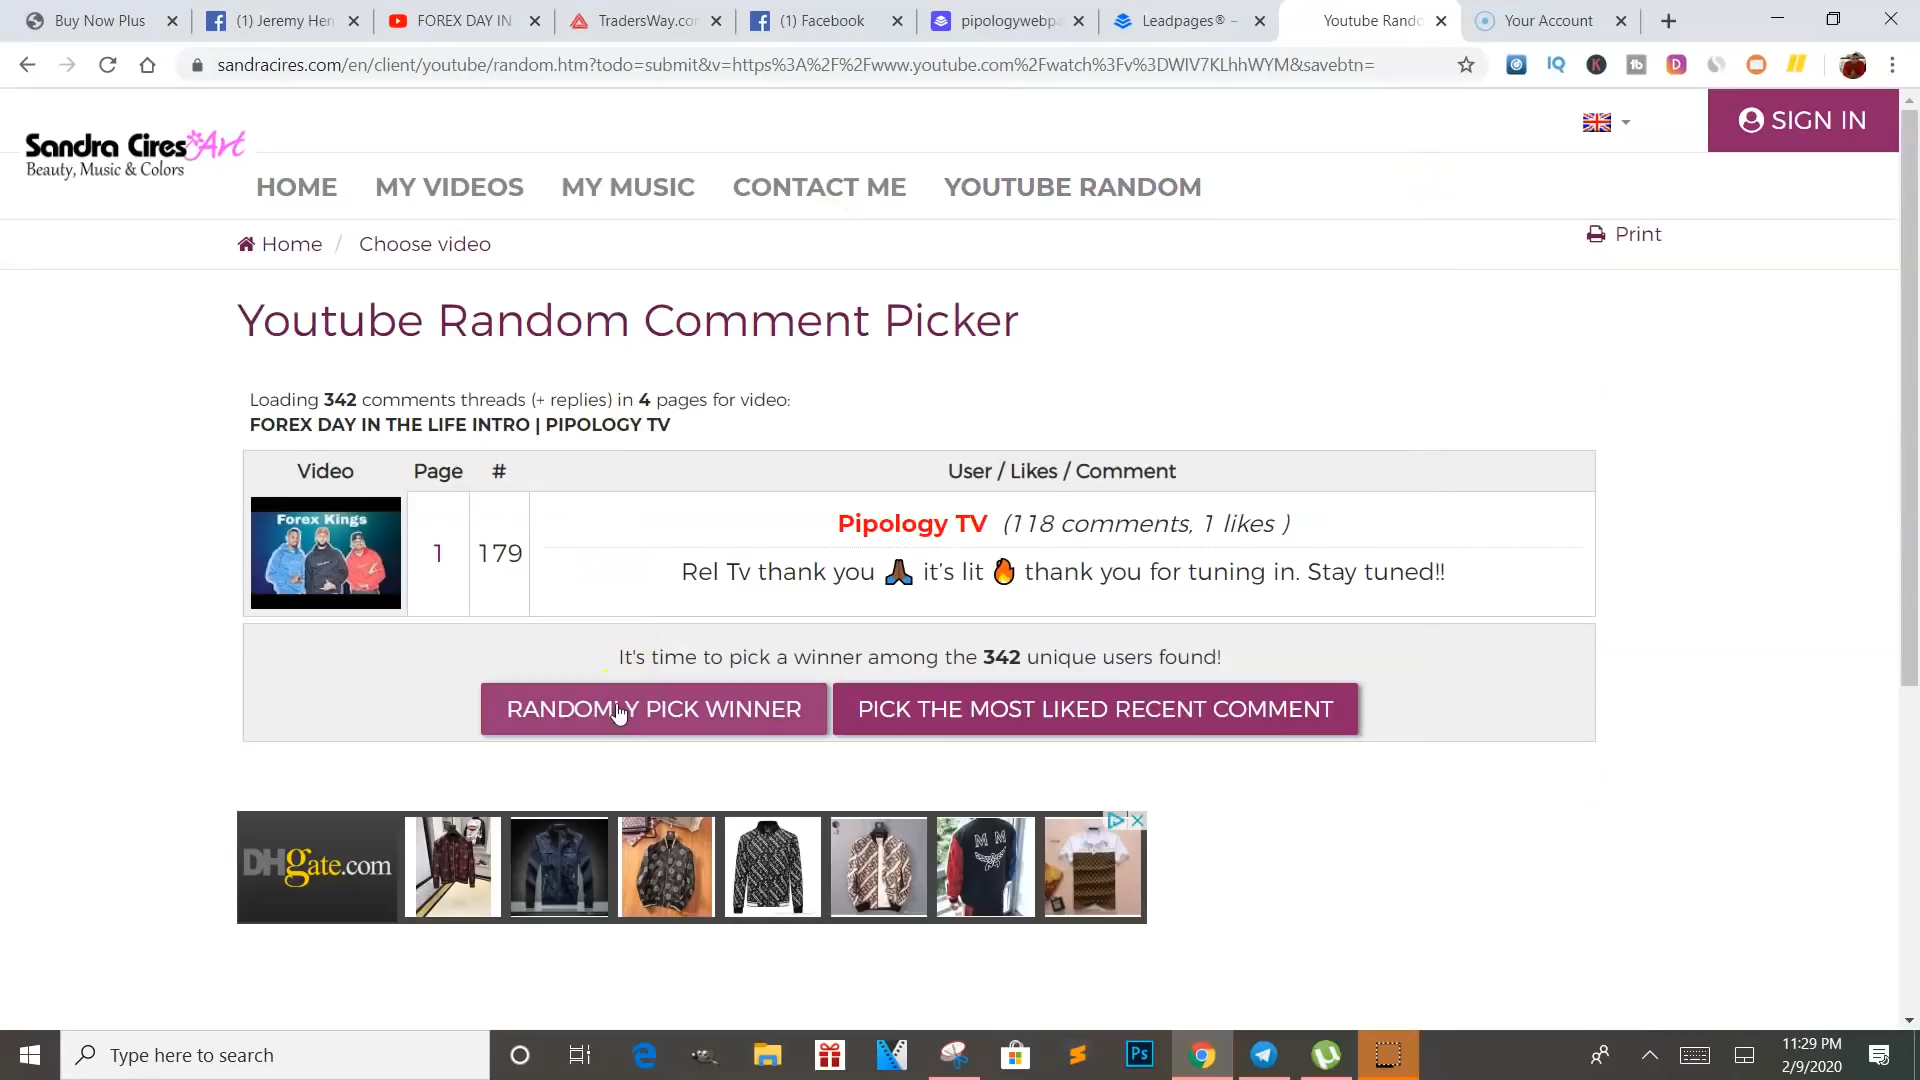 Buy Now Plus
(1) Jeremy Hen
FOREX DAY IN
TradersWay.com
(1) Facebook
pipologywebpa
Leadpages® –
Youtube Rando
Your Account
sandracires.com/en/client/youtube/random.htm?todo=submit&v=https%3A%2F%2Fwww.youtube.com%2Fwatch%3Fv%3DWIV7KLhhWYM&savebtn=
SIGN IN
Sandra Cires Art
Beauty, Music & Colors
HOME MY VIDEOS MY MUSIC CONTACT ME YOUTUBE RANDOM
Home / Choose video
Print
Youtube Random Comment Picker
Loading 342 comments threads (+ replies) in 4 pages for video:
FOREX DAY IN THE LIFE INTRO | PIPOLOGY TV
Video Page # User / Likes / Comment
Forex Kings
1 179
Pipology TV (118 comments, 1 likes )
Rel Tv thank you 🙏🏾 it’s lit 🔥 thank you for tuning in. Stay tuned!!
It's time to pick a winner among the 342 unique users found!
RANDOMLY PICK WINNER
PICK THE MOST LIKED RECENT COMMENT
DHgate.com
M M
Type here to search
Ps
11:29 PM
2/9/2020